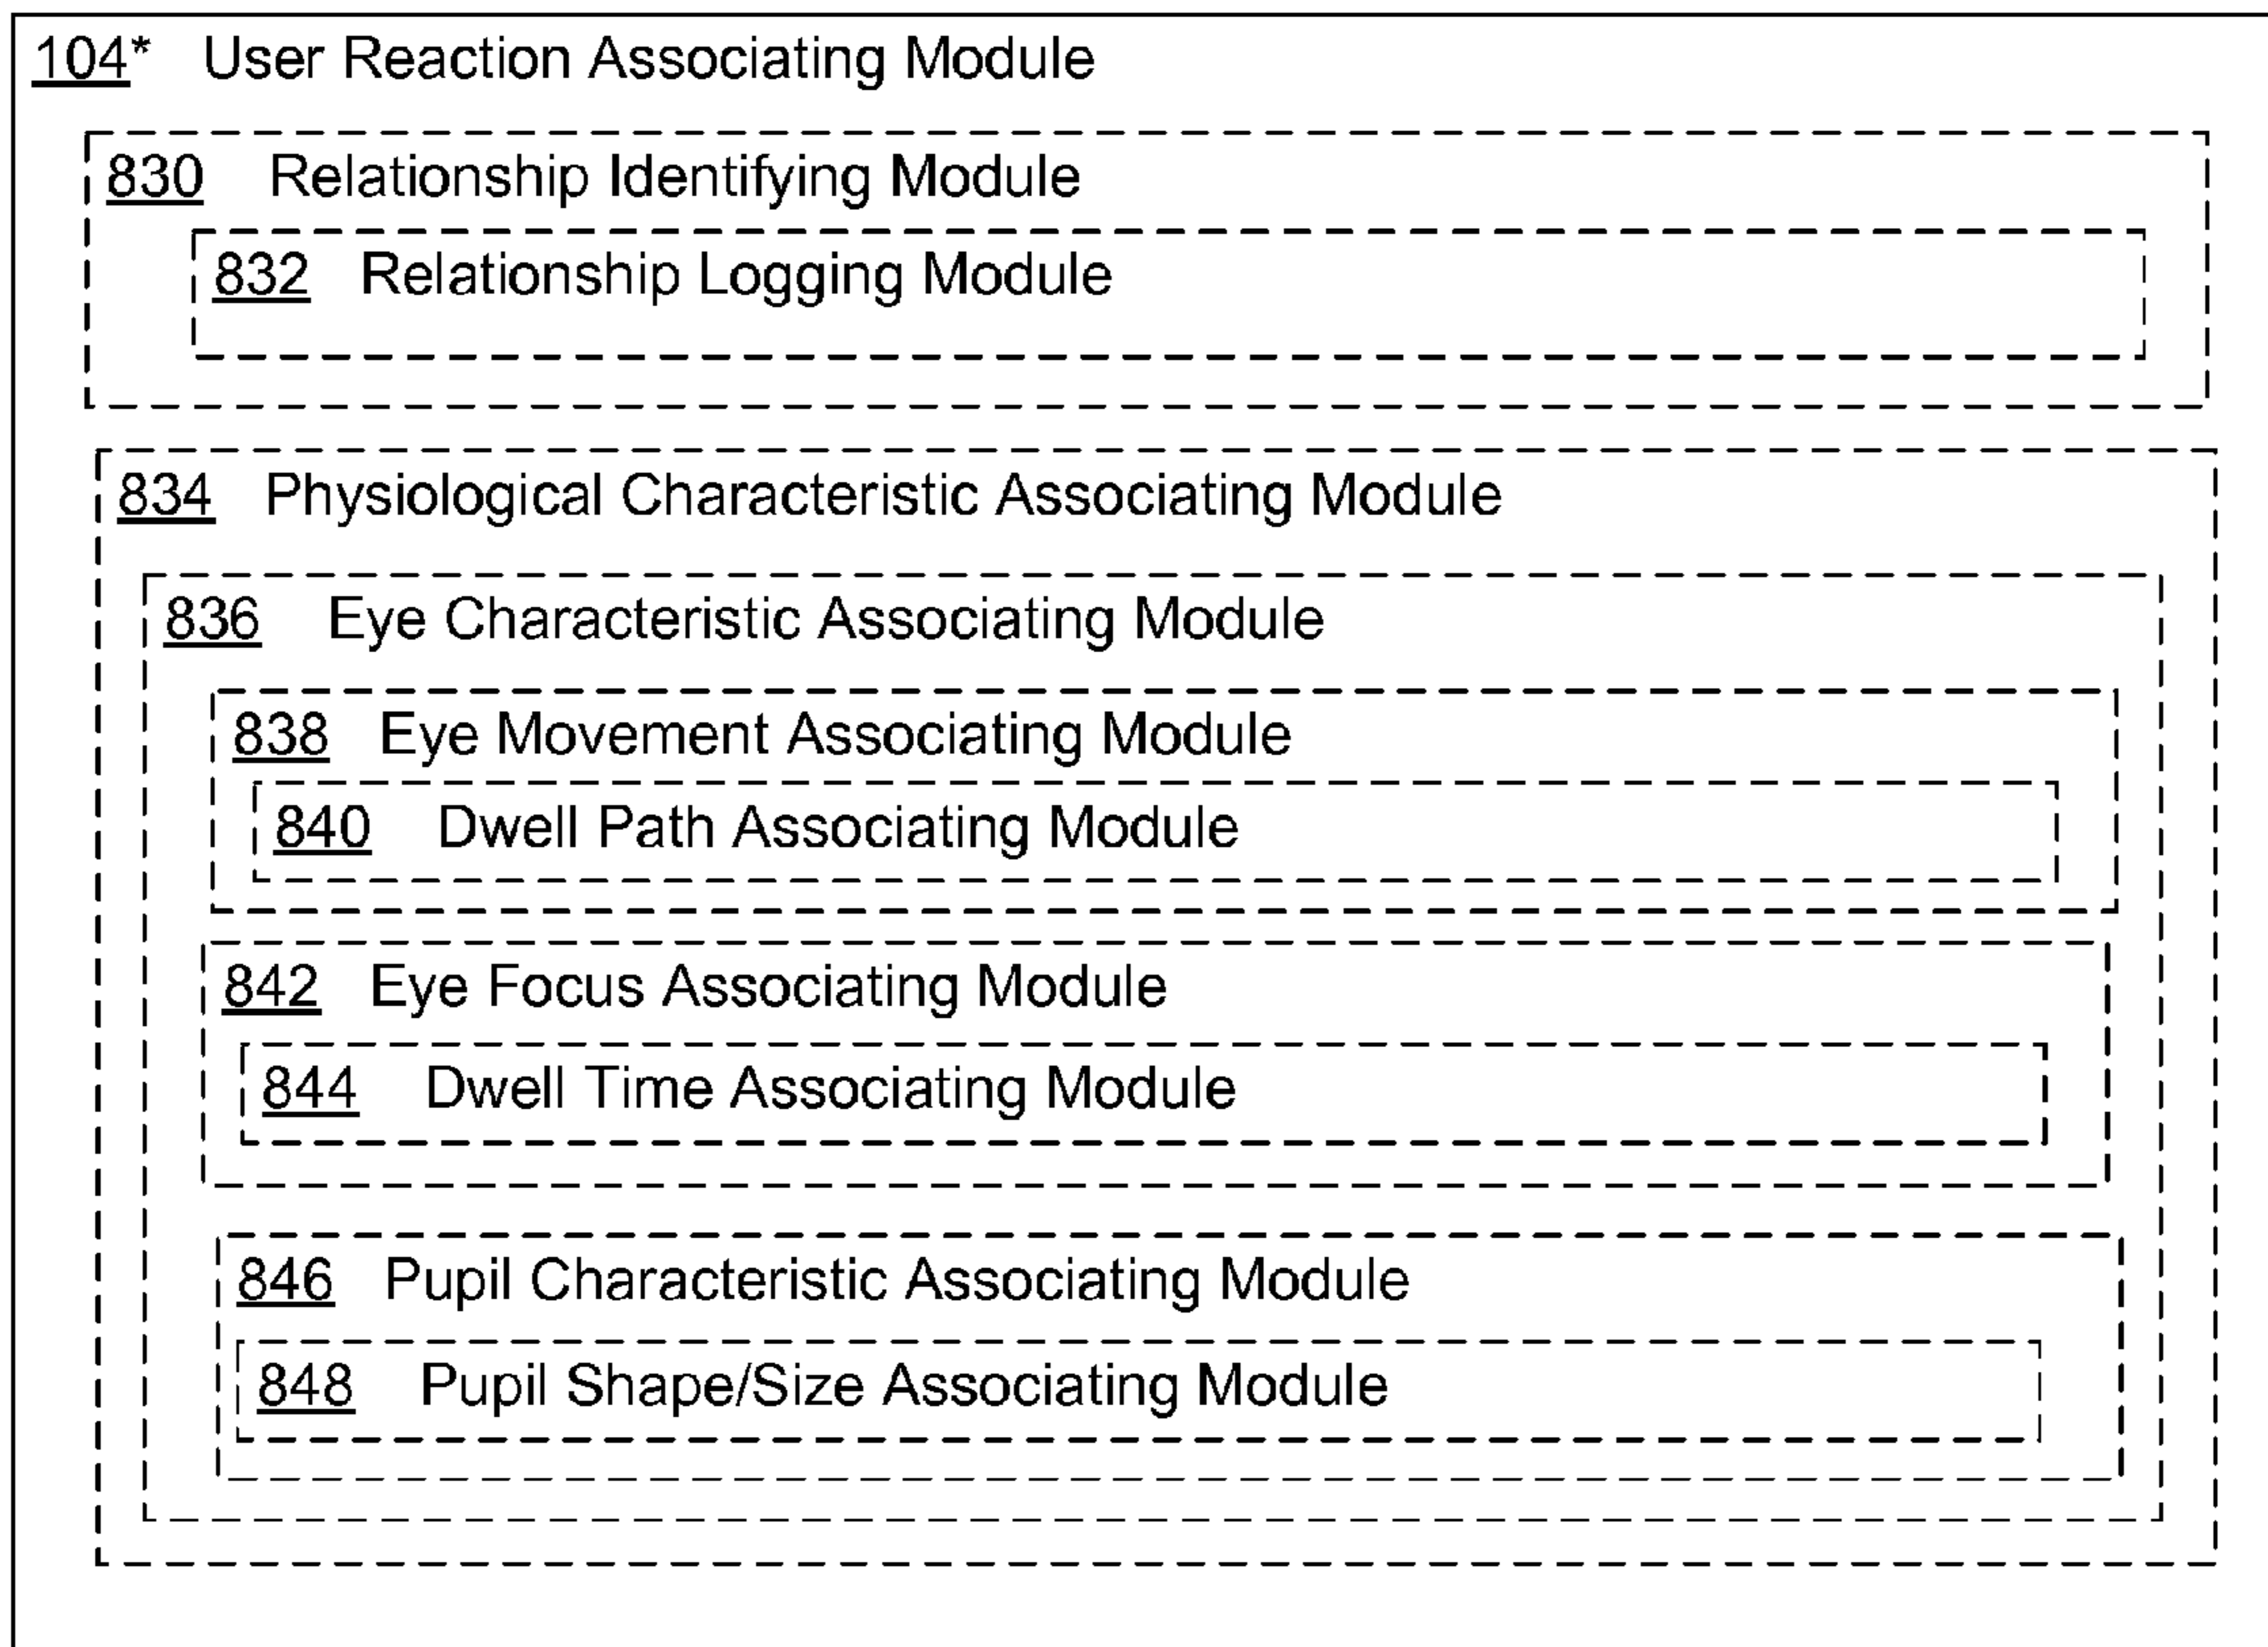 104* User Reaction Associating Module
830 Relationship Identifying Module
832 Relationship Logging Module
834 Physiological Characteristic Associating Module
836 Eye Characteristic Associating Module
838 Eye Movement Associating Module
840 Dwell Path Associating Module
842 Eye Focus Associating Module
844 Dwell Time Associating Module
846 Pupil Characteristic Associating Module
848 Pupil Shape/Size Associating Module